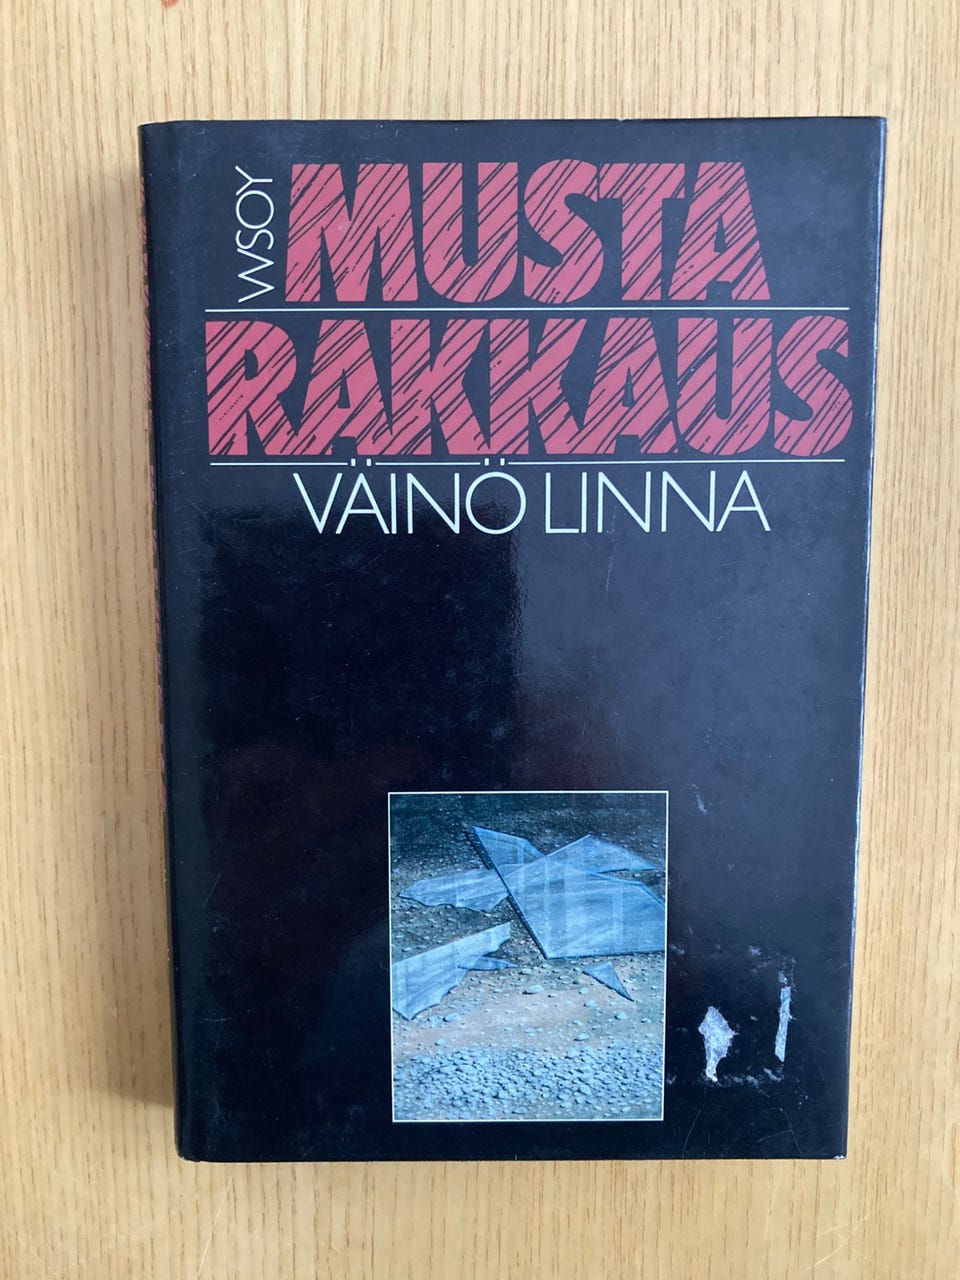 WSOY
MUSTA
RAKKAUS
VÄINÖ LINNA